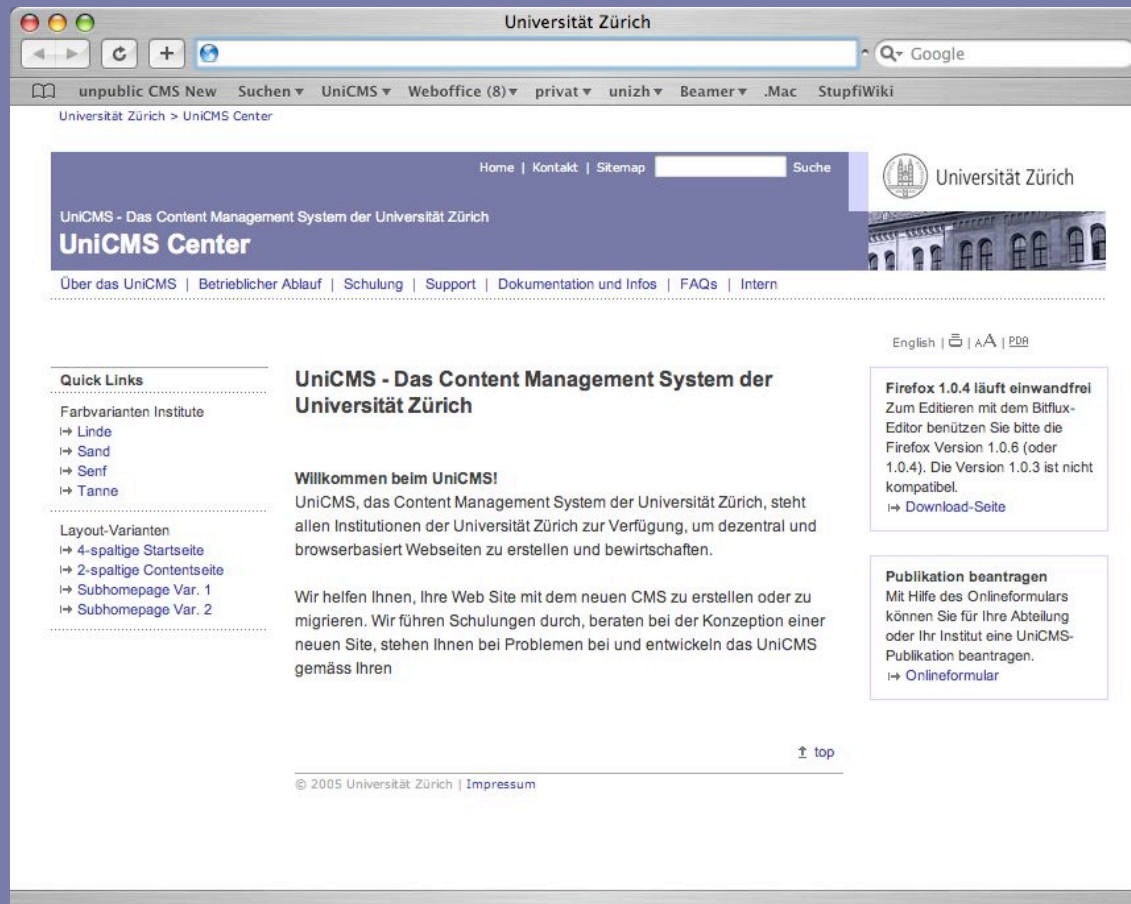 Universität Zürich
Google
unpublic CMS New Suchen UniCMS Weboffice (8) privat unizh Beamer .Mac StupfiWiki
Universität Zürich > UniCMS Center
Home | Kontakt | Sitemap Suche
Universität Zürich
UniCMS - Das Content Management System der Universität Zürich
UniCMS Center
Über das UniCMS | Betrieblicher Ablauf | Schulung | Support | Dokumentation und Infos | FAQs | Intern
English | AA | PDA
Quick Links
Farbvarianten Institute
Linde
Sand
Senf
Tanne
Layout-Varianten
4-spaltige Startseite
2-spaltige Contentseite
Subhomepage Var. 1
Subhomepage Var. 2
UniCMS - Das Content Management System der
Universität Zürich
Willkommen beim UniCMS!
UniCMS, das Content Management System der Universität Zürich, steht
allen Institutionen der Universität Zürich zur Verfügung, um dezentral und
browserbasiert Webseiten zu erstellen und bewirtschaften.
Wir helfen Ihnen, Ihre Web Site mit dem neuen CMS zu erstellen oder zu
migrieren. Wir führen Schulungen durch, beraten bei der Konzeption einer
neuen Site, stehen Ihnen bei Problemen bei und entwickeln das UniCMS
gemäss Ihren
top
© 2005 Universität Zürich | Impressum
Firefox 1.0.4 läuft einwandfrei
Zum Editieren mit dem Bitflux-
Editor benützen Sie bitte die
Firefox Version 1.0.6 (oder
1.0.4). Die Version 1.0.3 ist nicht
kompatibel.
Download-Seite
Publikation beantragen
Mit Hilfe des Onlineformulars
können Sie für Ihre Abteilung
oder Ihr Institut eine UniCMS-
Publikation beantragen.
Onlineformular